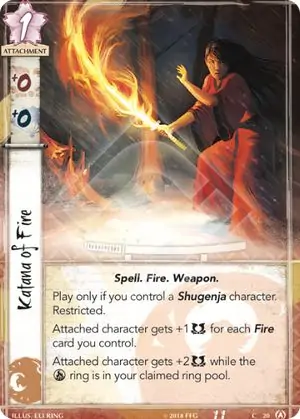 1
ATTACHMENT
+0
+0
Katana of Fire
Spell. Fire. Weapon.
Play only if you control a Shugenja character.
Restricted.
Attached character gets +1 for each Fire
card you control.
Attached character gets +2 while the
ring is in your claimed ring pool.
ILLUS: LU RING
© 2018 FFG
11
C 20